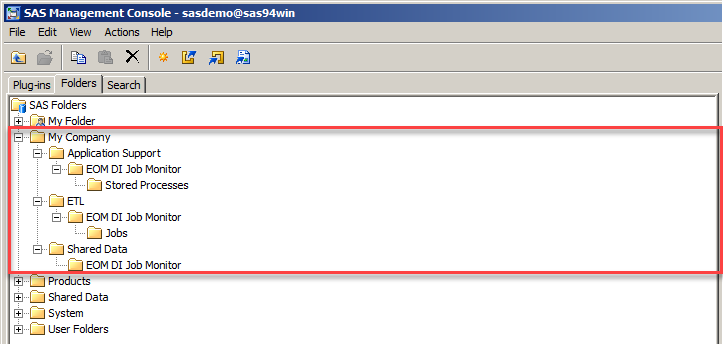 SAS Management Console - sasdemo@sas94win
File Edit View Actions Help
Plug-ins Folders Search
SAS Folders
My Folder
My Company
Application Support
EOM DI Job Monitor
Stored Processes
ETL
EOM DI Job Monitor
Jobs
Shared Data
EOM DI Job Monitor
Products
Shared Data
System
User Folders